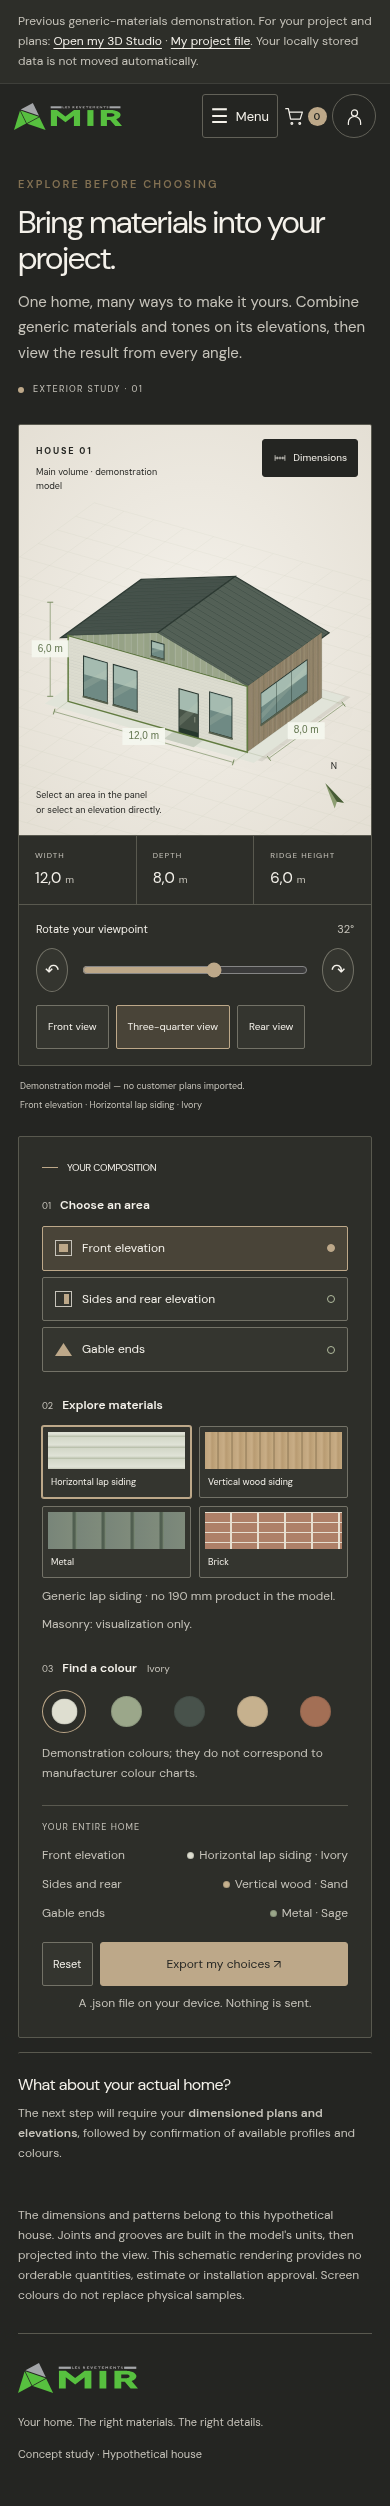 Previous generic-materials demonstration. For your project and
plans: Open my 3D Studio · My project file. Your locally stored
data is not moved automatically.
LES REVÊTEMENTS
MIR
Menu
0
EXPLORE BEFORE CHOOSING
Bring materials into your
project.
One home, many ways to make it yours. Combine
generic materials and tones on its elevations, then
view the result from every angle.
EXTERIOR STUDY · 01
HOUSE 01
Main volume · demonstration
model
Dimensions
6,0 m
12,0 m
8,0 m
N
Select an area in the panel
or select an elevation directly.
WIDTH
12,0 m
DEPTH
8,0 m
RIDGE HEIGHT
6,0 m
Rotate your viewpoint
32°
Front view
Three-quarter view
Rear view
Demonstration model — no customer plans imported.
Front elevation · Horizontal lap siding · Ivory
YOUR COMPOSITION
01 Choose an area
Front elevation
Sides and rear elevation
Gable ends
02 Explore materials
Horizontal lap siding
Vertical wood siding
Metal
Brick
Generic lap siding · no 190 mm product in the model.
Masonry: visualization only.
03 Find a colour Ivory
Demonstration colours; they do not correspond to
manufacturer colour charts.
YOUR ENTIRE HOME
Front elevation Horizontal lap siding · Ivory
Sides and rear Vertical wood · Sand
Gable ends Metal · Sage
Reset
Export my choices ↗
A .json file on your device. Nothing is sent.
What about your actual home?
The next step will require your dimensioned plans and
elevations, followed by confirmation of available profiles and
colours.
The dimensions and patterns belong to this hypothetical
house. Joints and grooves are built in the model's units, then
projected into the view. This schematic rendering provides no
orderable quantities, estimate or installation approval. Screen
colours do not replace physical samples.
LES REVÊTEMENTS
MIR
Your home. The right materials. The right details.
Concept study · Hypothetical house